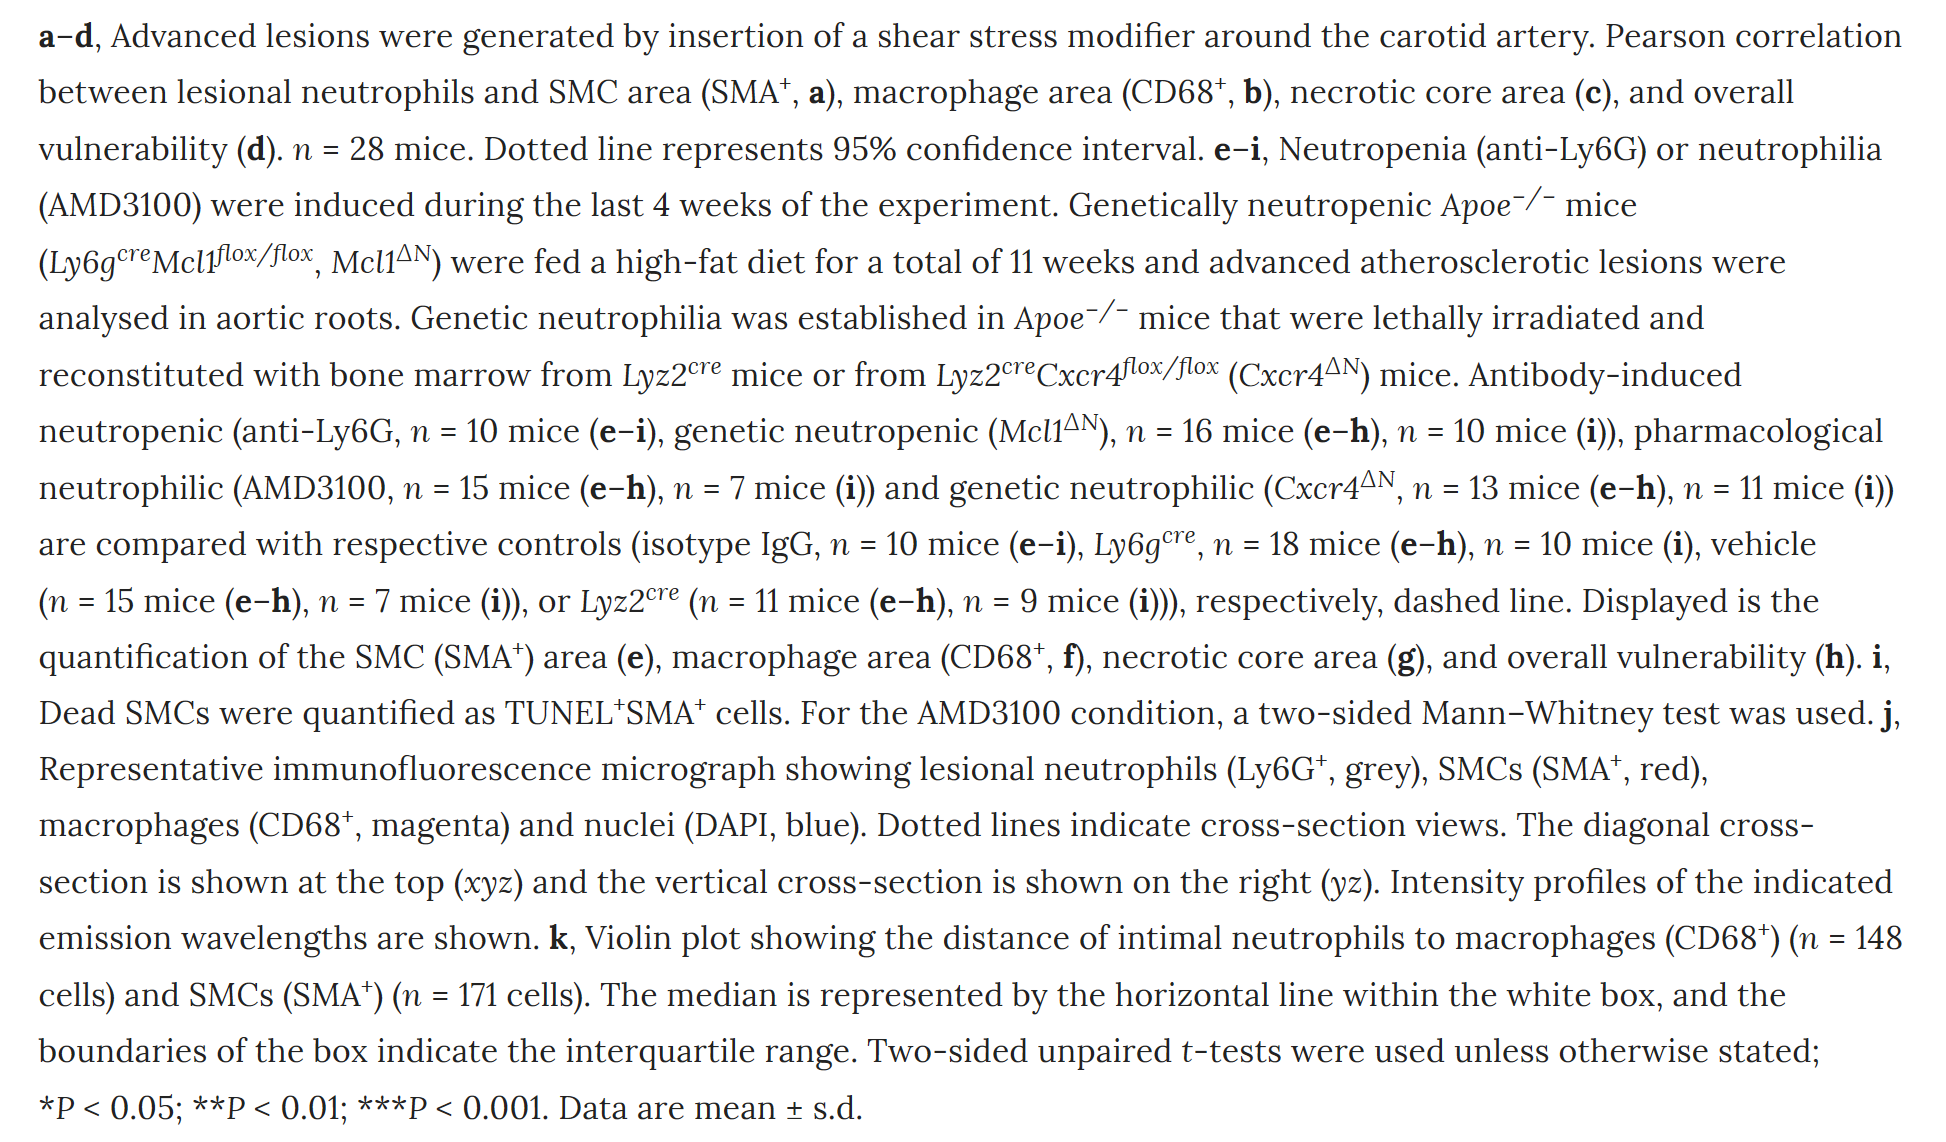 a–d, Advanced lesions were generated by insertion of a shear stress modifier around the carotid artery. Pearson correlation
between lesional neutrophils and SMC area (SMA⁺, a), macrophage area (CD68⁺, b), necrotic core area (c), and overall
vulnerability (d). n = 28 mice. Dotted line represents 95% confidence interval. e–i, Neutropenia (anti-Ly6G) or neutrophilia
(AMD3100) were induced during the last 4 weeks of the experiment. Genetically neutropenic Apoe⁻/⁻ mice
(Ly6gᶜʳᵉMcl1ᶠˡᵒˣ/ᶠˡᵒˣ, Mcl1ᐃᴺ) were fed a high-fat diet for a total of 11 weeks and advanced atherosclerotic lesions were
analysed in aortic roots. Genetic neutrophilia was established in Apoe⁻/⁻ mice that were lethally irradiated and
reconstituted with bone marrow from Lyz2ᶜʳᵉ mice or from Lyz2ᶜʳᵉCxcr4ᶠˡᵒˣ/ᶠˡᵒˣ (Cxcr4ᐃᴺ) mice. Antibody-induced
neutropenic (anti-Ly6G, n = 10 mice (e–i), genetic neutropenic (Mcl1ᐃᴺ), n = 16 mice (e–h), n = 10 mice (i)), pharmacological
neutrophilic (AMD3100, n = 15 mice (e–h), n = 7 mice (i)) and genetic neutrophilic (Cxcr4ᐃᴺ, n = 13 mice (e–h), n = 11 mice (i))
are compared with respective controls (isotype IgG, n = 10 mice (e–i), Ly6gᶜʳᵉ, n = 18 mice (e–h), n = 10 mice (i), vehicle
(n = 15 mice (e–h), n = 7 mice (i)), or Lyz2ᶜʳᵉ (n = 11 mice (e–h), n = 9 mice (i))), respectively, dashed line. Displayed is the
quantification of the SMC (SMA⁺) area (e), macrophage area (CD68⁺, f), necrotic core area (g), and overall vulnerability (h). i,
Dead SMCs were quantified as TUNEL⁺SMA⁺ cells. For the AMD3100 condition, a two-sided Mann–Whitney test was used. j,
Representative immunofluorescence micrograph showing lesional neutrophils (Ly6G⁺, grey), SMCs (SMA⁺, red),
macrophages (CD68⁺, magenta) and nuclei (DAPI, blue). Dotted lines indicate cross-section views. The diagonal cross-
section is shown at the top (xyz) and the vertical cross-section is shown on the right (yz). Intensity profiles of the indicated
emission wavelengths are shown. k, Violin plot showing the distance of intimal neutrophils to macrophages (CD68⁺) (n = 148
cells) and SMCs (SMA⁺) (n = 171 cells). The median is represented by the horizontal line within the white box, and the
boundaries of the box indicate the interquartile range. Two-sided unpaired t-tests were used unless otherwise stated;
*P < 0.05; **P < 0.01; ***P < 0.001. Data are mean ± s.d.